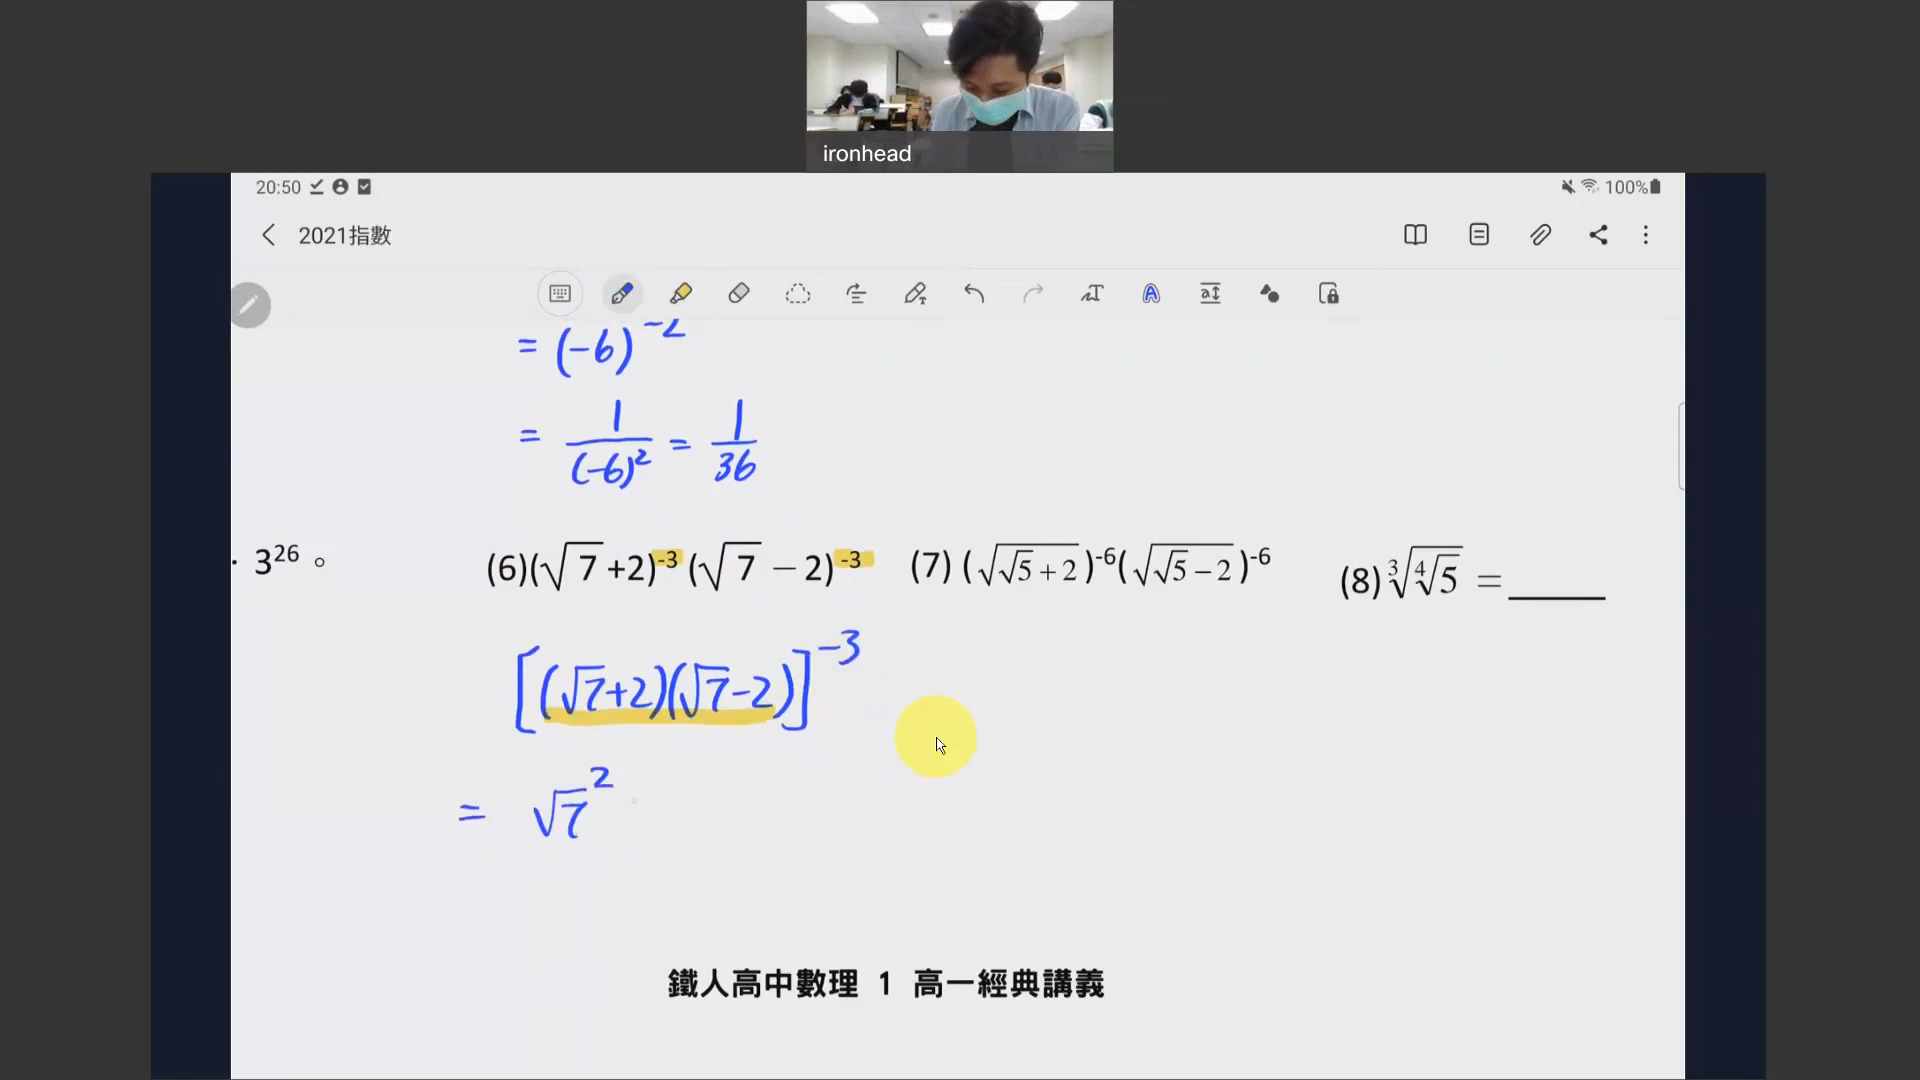 ironhead
20:50
100%
2021指數
= (-6)^-2
= 1/(-6)^2 = 1/36
· 3^26 。
(6)(√7+2)^-3 (√7 − 2)^-3
(7) (√(√5+2))^-6(√(√5−2))^-6
(8) ∛(∜5) = ______
[(√7+2)(√7-2)]^-3
= √7^2
鐵人高中數理 1 高一經典講義